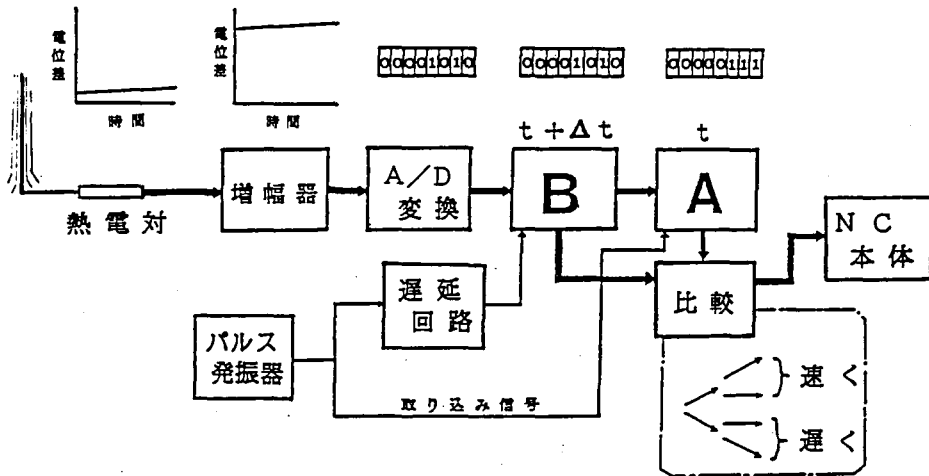 電位差
時間
電位差
時間
00001010
00001010
00000111
t+Δt
t
熱電対
増幅器
A/D
変換
B
A
NC
本体
遅延
回路
比較
パルス
発振器
取り込み信号
速く
遅く